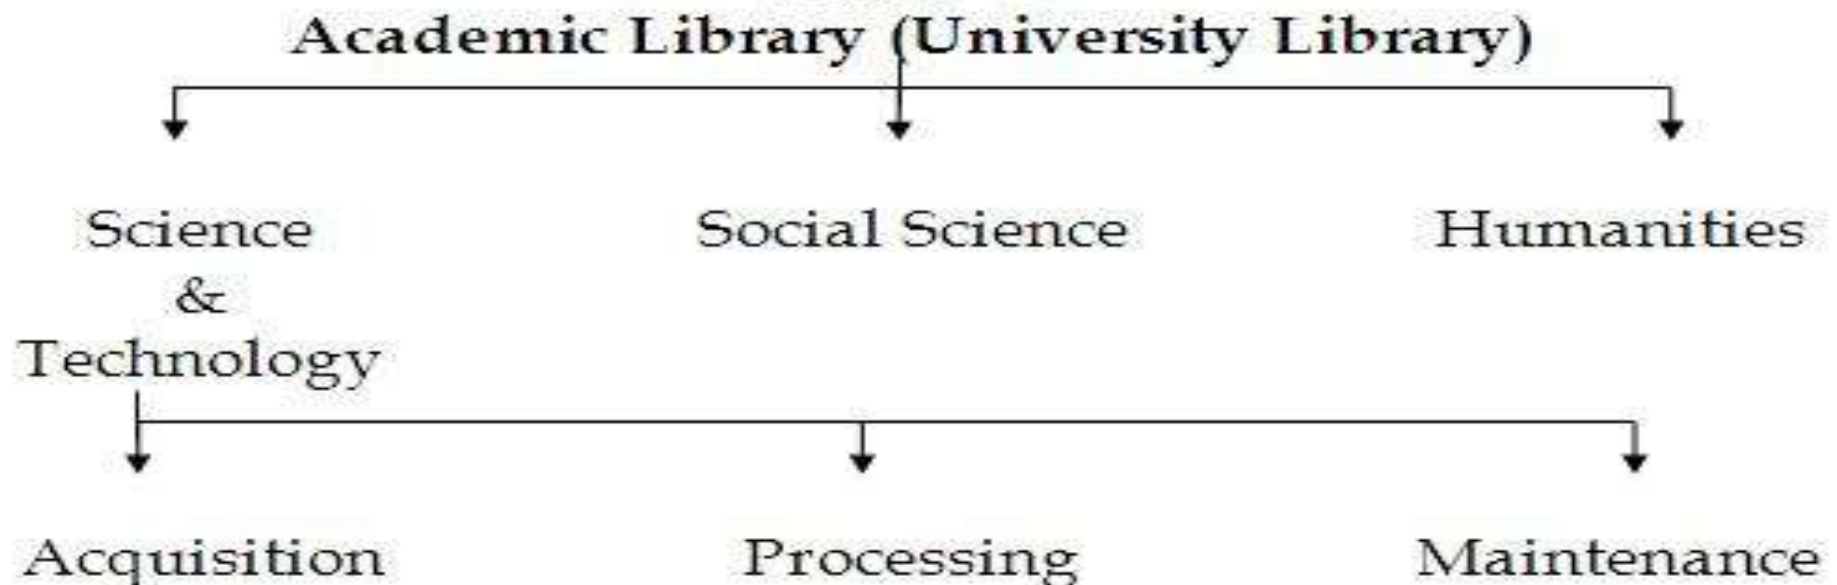 Academic Library (University Library)
Science
&
Technology
Social Science
Humanities
Acquisition
Processing
Maintenance